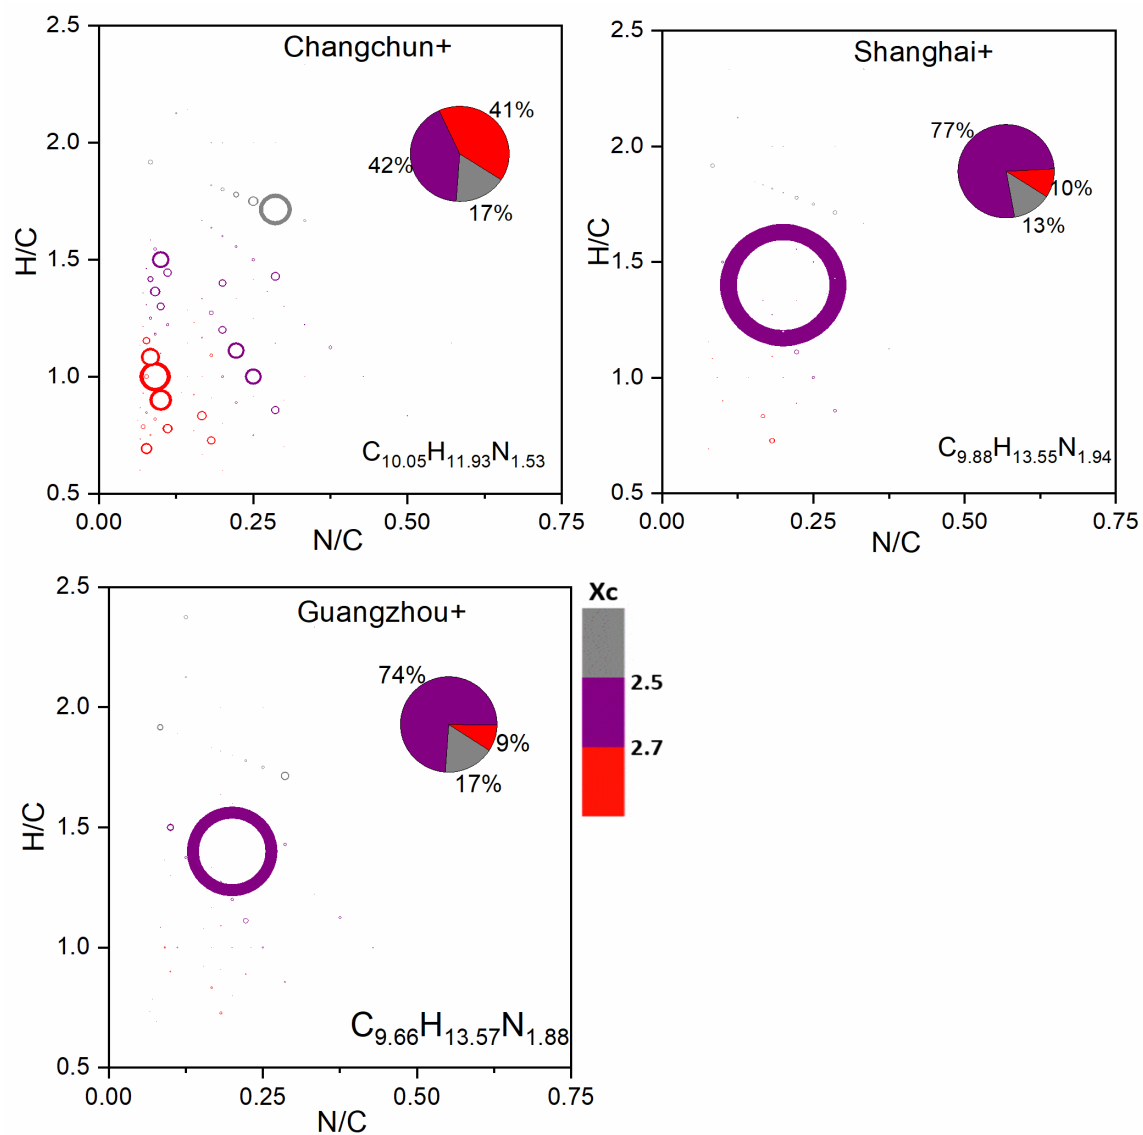 Changchun+
2.5
2.0
1.5
1.0
0.5
H/C
41%
42%
17%
C10.05H11.93N1.53
0.00
0.25
0.50
0.75
N/C
Shanghai+
2.5
2.0
1.5
1.0
0.5
H/C
77%
10%
13%
C9.88H13.55N1.94
0.00
0.25
0.50
0.75
N/C
Guangzhou+
2.5
2.0
1.5
1.0
0.5
H/C
74%
9%
17%
C9.66H13.57N1.88
0.00
0.25
0.50
0.75
N/C
Xc
2.5
2.7